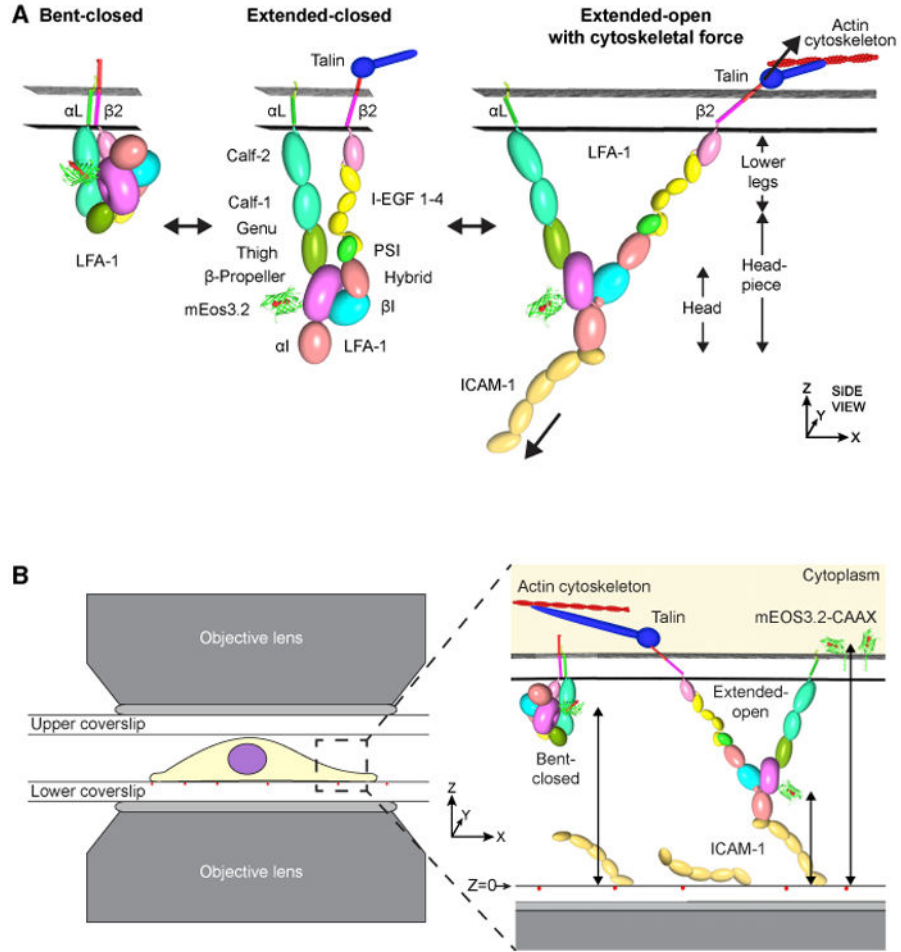 A
Bent-closed
Extended-closed
Extended-open
with cytoskeletal force
Actin
cytoskeleton
Talin
Talin
αL
β2
αL
β2
αL
β2
LFA-1
Calf-2
Lower
legs
Calf-1
I-EGF 1-4
Genu
LFA-1
Thigh
PSI
β-Propeller
Hybrid
Head-
piece
mEos3.2
βI
Head
αI
LFA-1
ICAM-1
Z
Y
X
SIDE
VIEW
B
Objective lens
Upper coverslip
Lower coverslip
Objective lens
Z
Y
X
Cytoplasm
Actin cytoskeleton
mEOS3.2-CAAX
Talin
Extended-
open
Bent-
closed
ICAM-1
Z=0